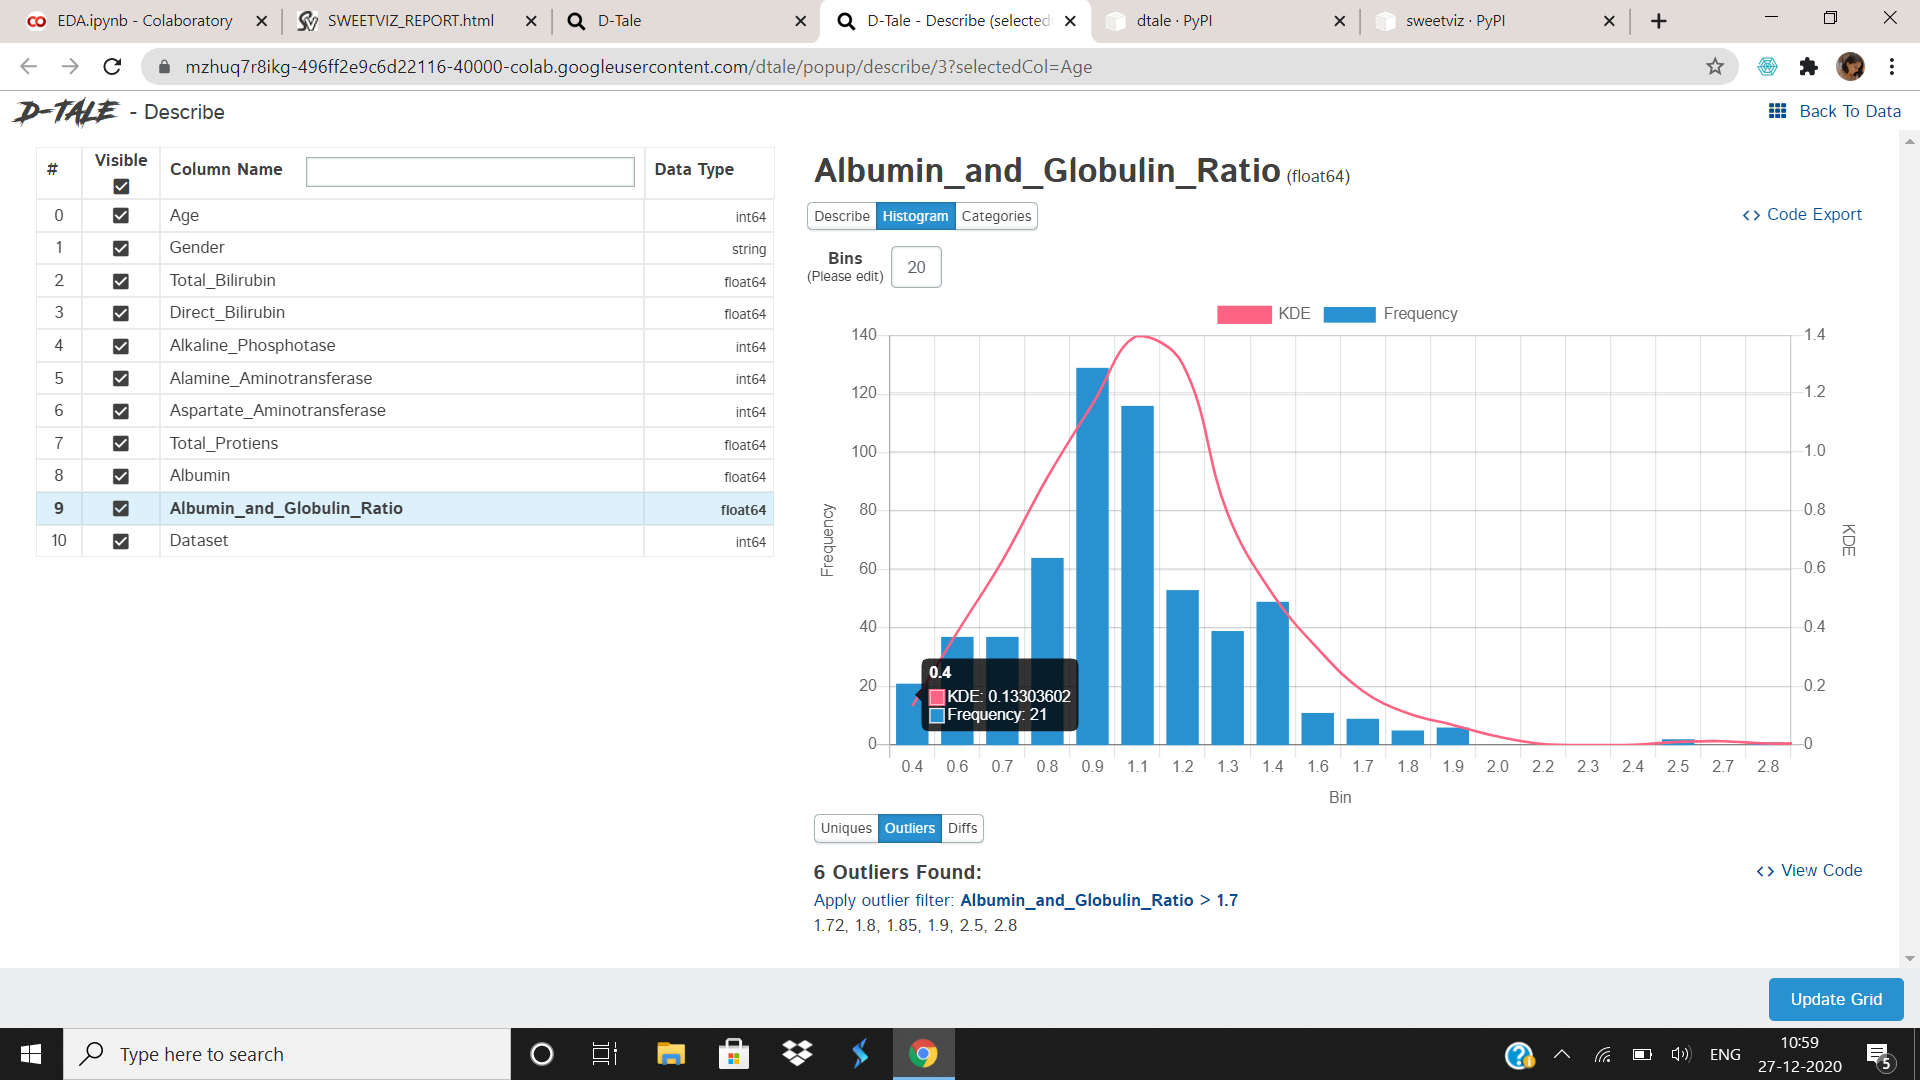 EDA.ipynb - Colaboratory
SWEETVIZ_REPORT.html
D-Tale
D-Tale - Describe (selected
dtale · PyPI
sweetviz · PyPI
mzhuq7r8ikg-496ff2e9c6d22116-40000-colab.googleusercontent.com/dtale/popup/describe/3?selectedCol=Age
D-TALE - Describe
Back To Data
# Visible Column Name Data Type
0 Age int64
1 Gender string
2 Total_Bilirubin float64
3 Direct_Bilirubin float64
4 Alkaline_Phosphotase int64
5 Alamine_Aminotransferase int64
6 Aspartate_Aminotransferase int64
7 Total_Protiens float64
8 Albumin float64
9 Albumin_and_Globulin_Ratio float64
10 Dataset int64
Albumin_and_Globulin_Ratio (float64)
Describe Histogram Categories
<> Code Export
Bins
(Please edit)
20
KDE Frequency
140
120
100
80
60
40
20
0
Frequency
1.4
1.2
1.0
0.8
0.6
0.4
0.2
0
KDE
0.4
KDE: 0.13303602
Frequency: 21
0.4 0.6 0.7 0.8 0.9 1.1 1.2 1.3 1.4 1.6 1.7 1.8 1.9 2.0 2.2 2.3 2.4 2.5 2.7 2.8
Bin
Uniques Outliers Diffs
6 Outliers Found:
<> View Code
Apply outlier filter: Albumin_and_Globulin_Ratio > 1.7
1.72, 1.8, 1.85, 1.9, 2.5, 2.8
Update Grid
Type here to search
ENG
10:59
27-12-2020
5